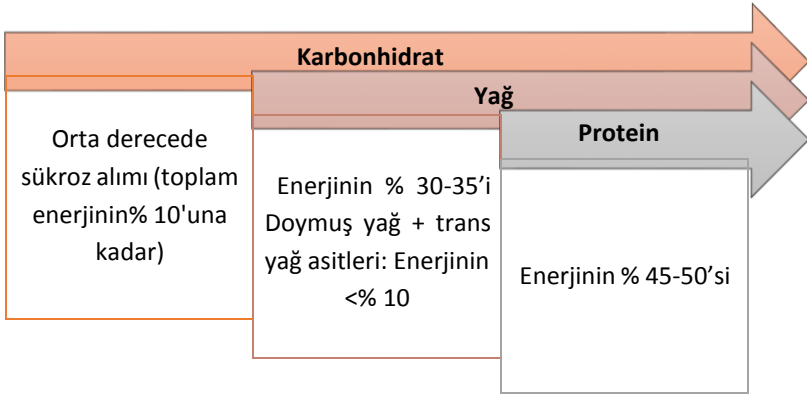 Karbonhidrat
Orta derecede
sükroz alımı (toplam
enerjinin% 10'una
kadar)
Yağ
Enerjinin % 30-35’i
Doymuş yağ + trans
yağ asitleri: Enerjinin
<% 10
Protein
Enerjinin % 45-50’si